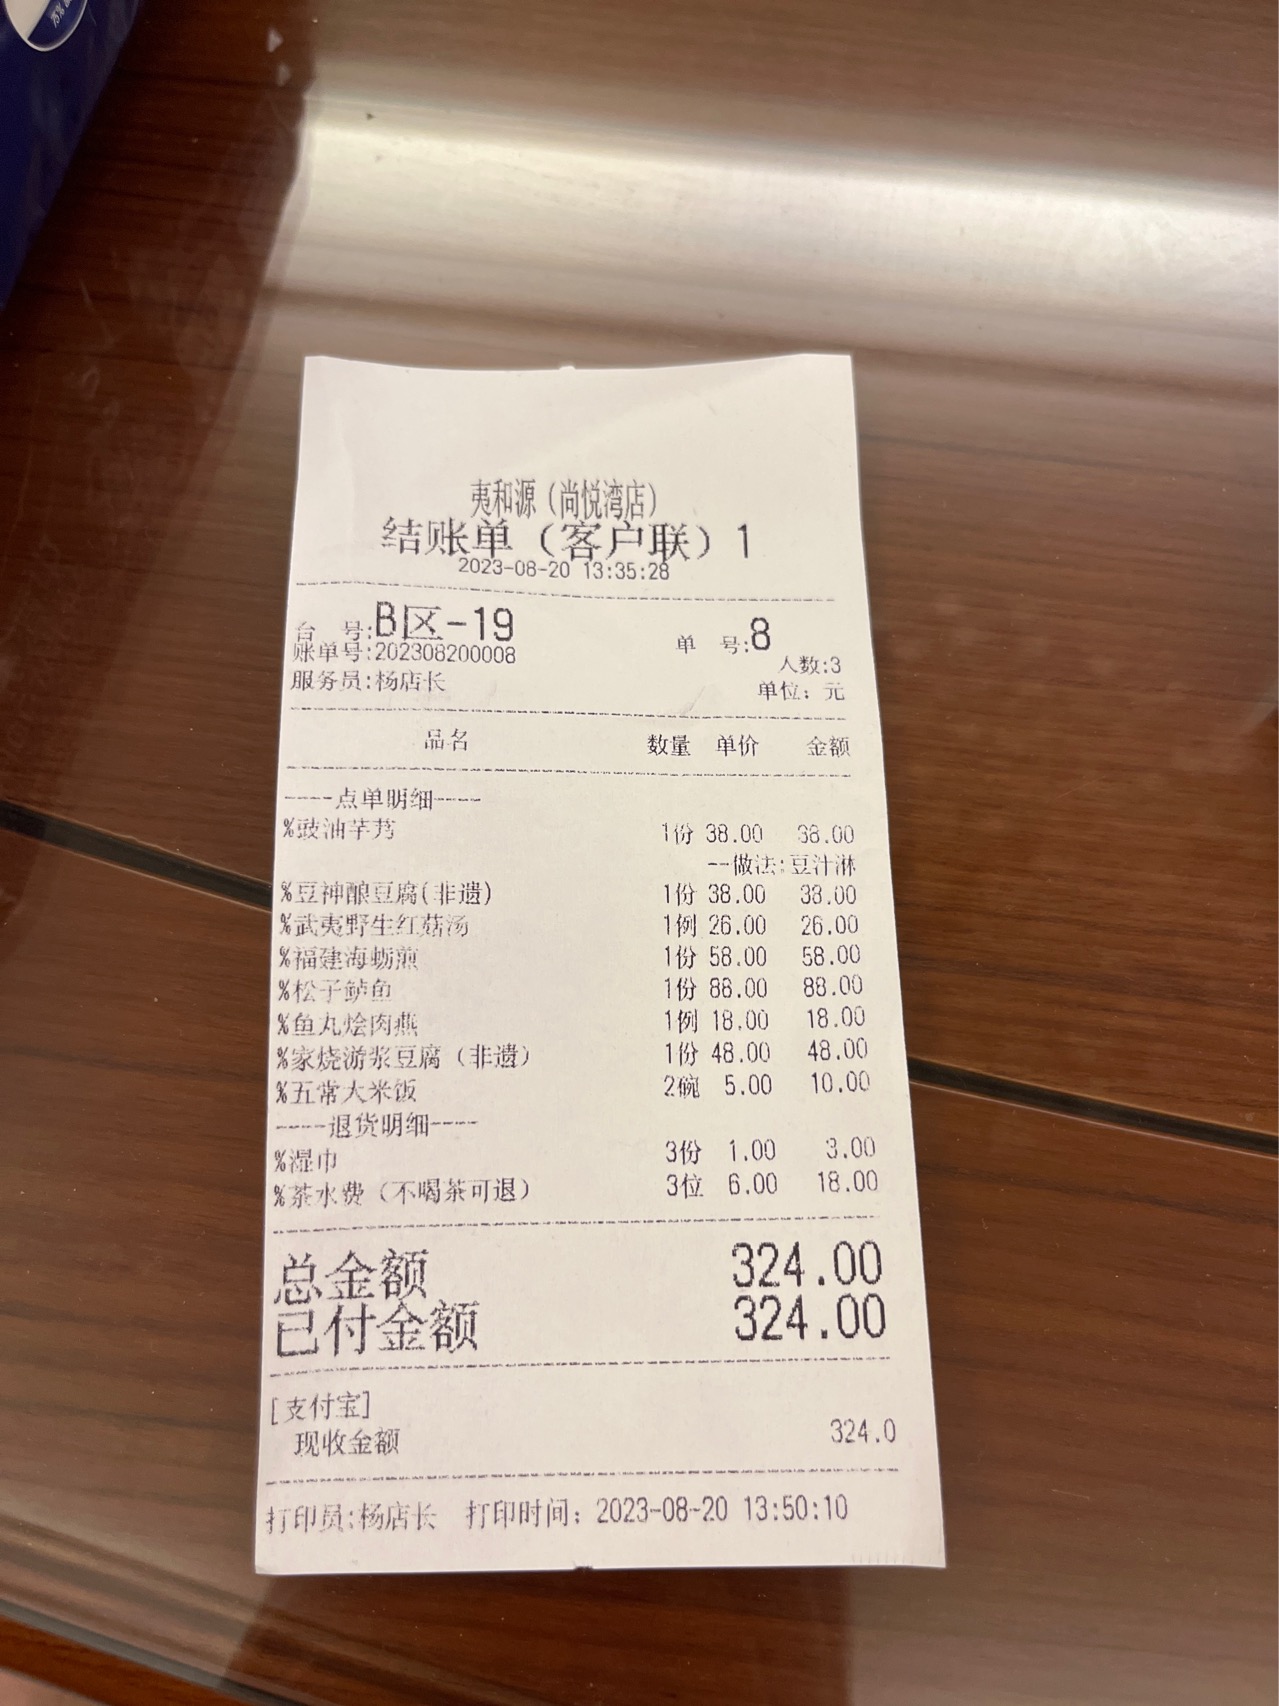 75%
夷和源（尚悦湾店）
结账单（客户联）1
2023-08-20 13:35:28
台 号:B区-19 单 号:8
账单号:202308200008 人数:3
服务员:杨店长 单位：元
品名 数量 单价 金额
----点单明细----
%豉油芋艿 1份 38.00 38.00
--做法:豆汁淋
%豆神酿豆腐(非遗) 1份 38.00 38.00
%武夷野生红菇汤 1例 26.00 26.00
%福建海蛎煎 1份 58.00 58.00
%松子鲈鱼 1份 88.00 88.00
%鱼丸烩肉燕 1例 18.00 18.00
%家烧游浆豆腐（非遗） 1份 48.00 48.00
%五常大米饭 2碗 5.00 10.00
----退货明细----
%湿巾 3份 1.00 3.00
%茶水费（不喝茶可退） 3位 6.00 18.00
总金额 324.00
已付金额 324.00
[支付宝]
现收金额 324.0
打印员:杨店长 打印时间：2023-08-20 13:50:10